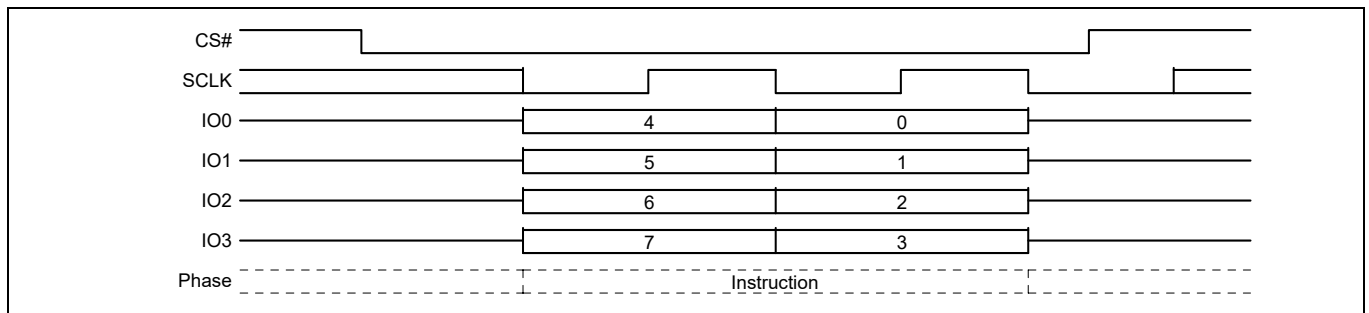 CS#
SCLK
IO0 4 0
IO1 5 1
IO2 6 2
IO3 7 3
Phase Instruction